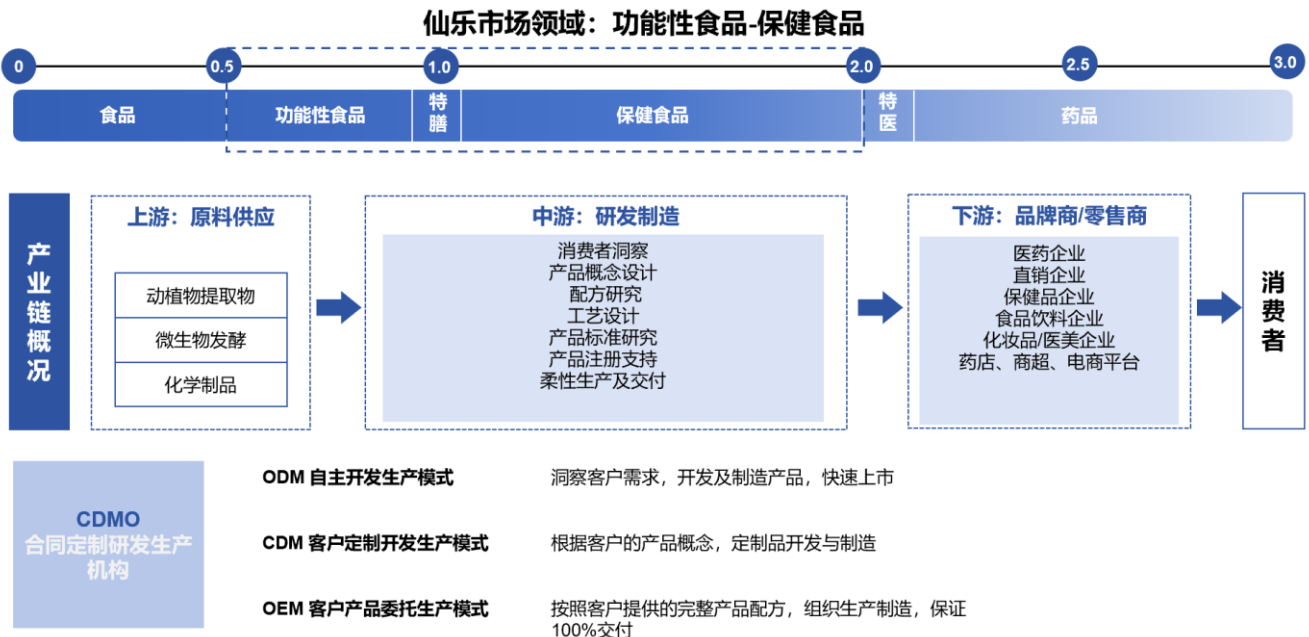 仙乐市场领域：功能性食品-保健食品
0
0.5
1.0
2.0
2.5
3.0
食品
功能性食品
特
膳
保健食品
特
医
药品
产
业
链
概
况
上游：原料供应
动植物提取物
微生物发酵
化学制品
中游：研发制造
消费者洞察
产品概念设计
配方研究
工艺设计
产品标准研究
产品注册支持
柔性生产及交付
下游：品牌商/零售商
医药企业
直销企业
保健品企业
食品饮料企业
化妆品/医美企业
药店、商超、电商平台
消
费
者
CDMO
合同定制研发生产
机构
ODM 自主开发生产模式
洞察客户需求，开发及制造产品，快速上市
CDM 客户定制开发生产模式
根据客户的产品概念，定制品开发与制造
OEM 客户产品委托生产模式
按照客户提供的完整产品配方，组织生产制造，保证
100%交付